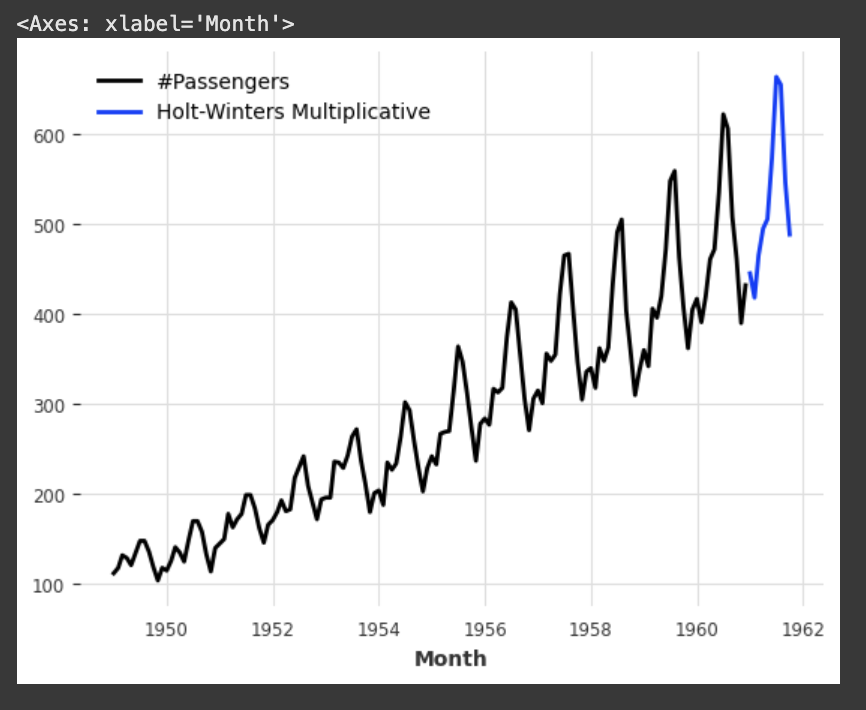 <Axes: xlabel='Month'>
#Passengers
Holt-Winters Multiplicative
600
500
400
300
200
100
1950 1952 1954 1956 1958 1960 1962
Month